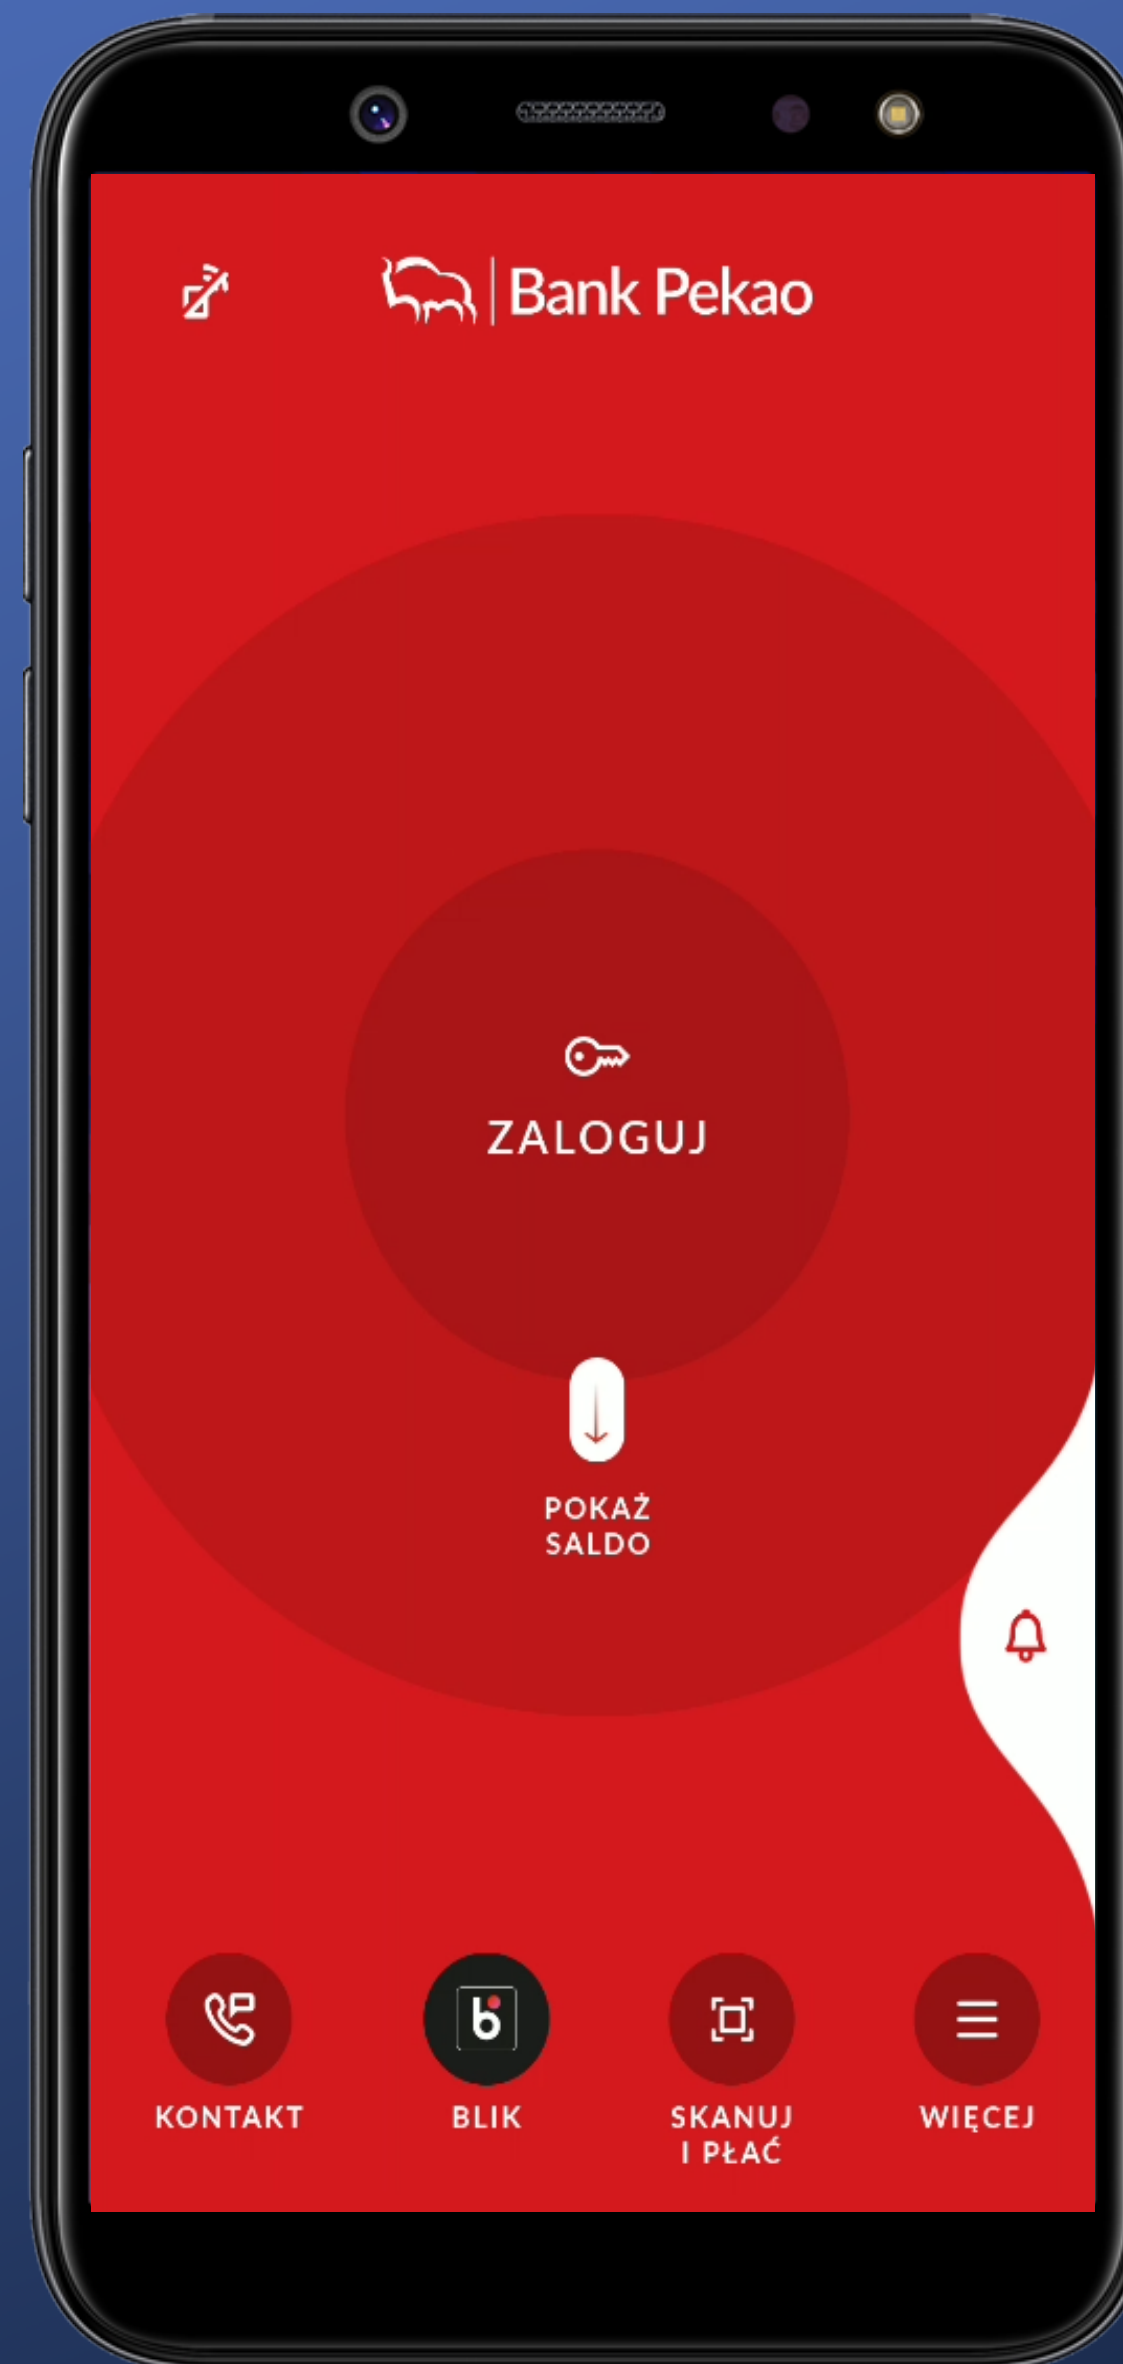 Bank Pekao
ZALOGUJ
POKAŻ
SALDO
KONTAKT
BLIK
SKANUJ
I PŁAĆ
WIĘCEJ